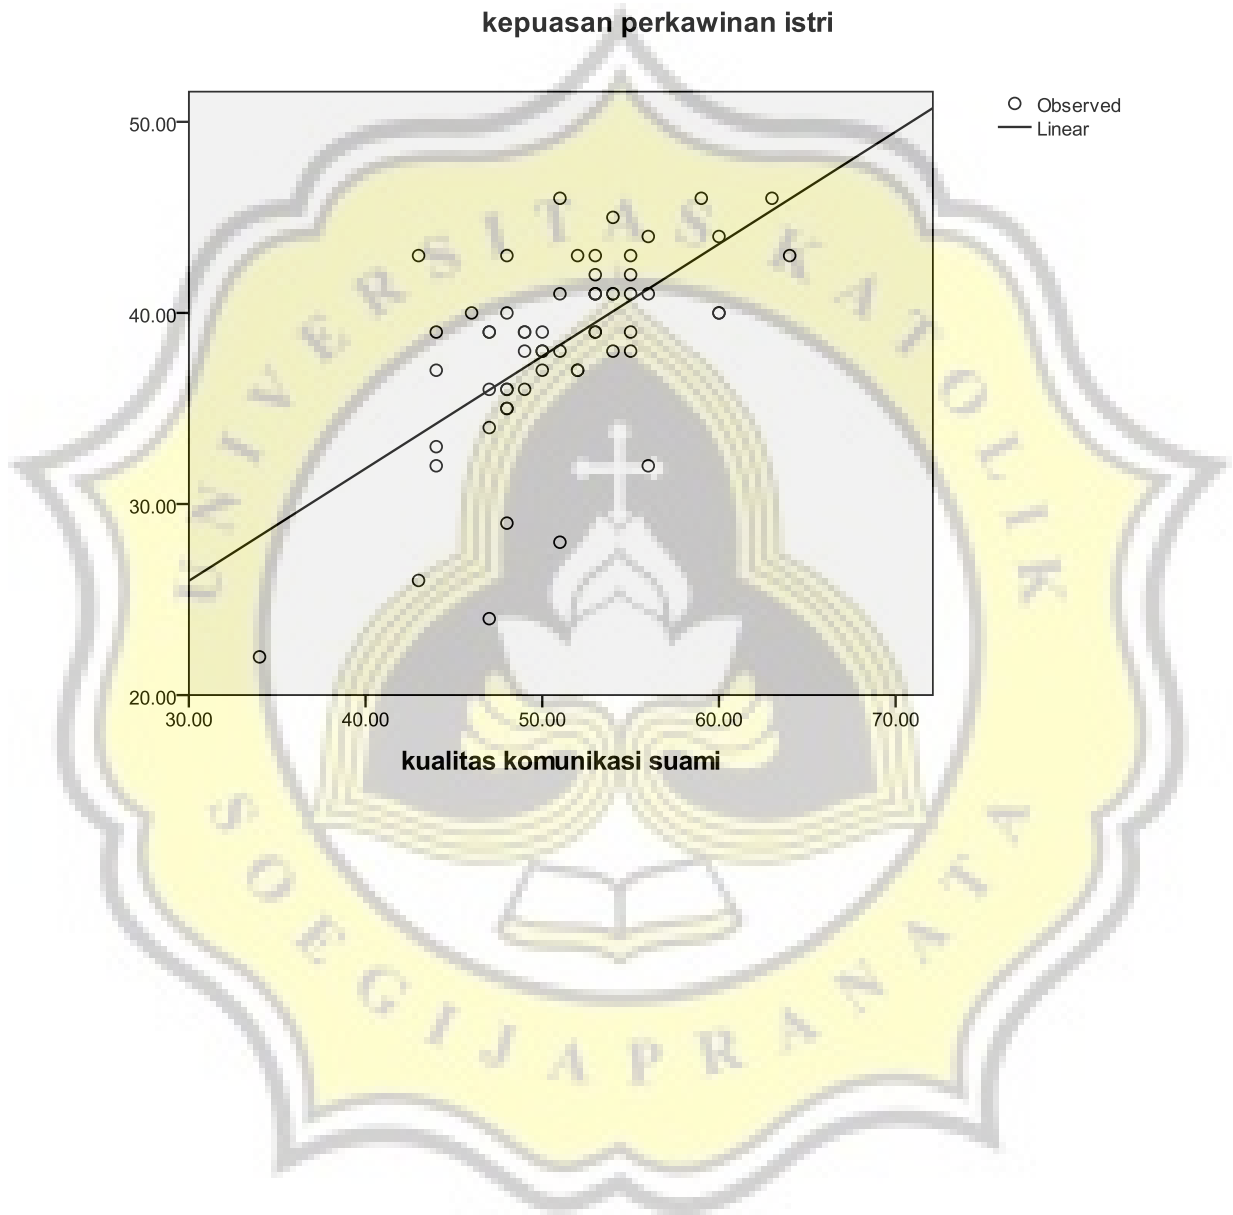 kepuasan perkawinan istri
Observed
Linear
50.00
40.00
30.00
20.00
30.00
40.00
50.00
60.00
70.00
kualitas komunikasi suami
UNIVERSITAS KATOLIK
SOEGIJAPRANATA